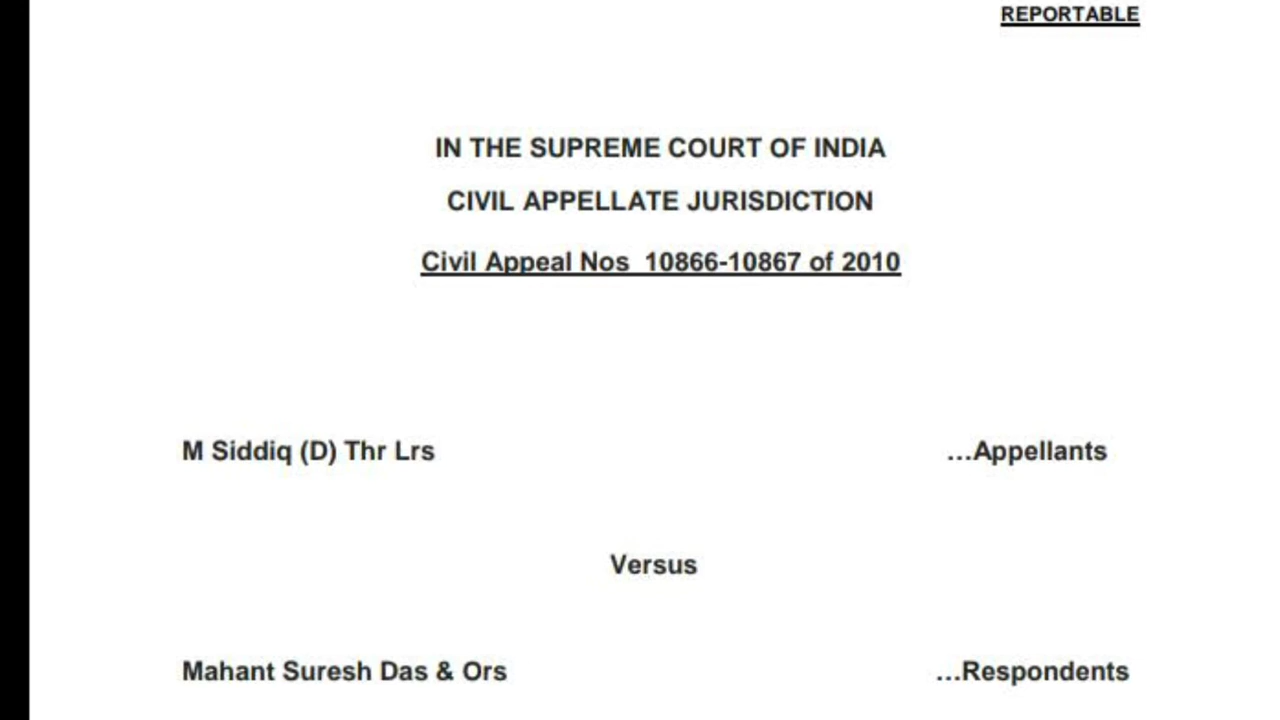 REPORTABLE
IN THE SUPREME COURT OF INDIA
CIVIL APPELLATE JURISDICTION
Civil Appeal Nos 10866-10867 of 2010
M Siddiq (D) Thr Lrs …Appellants
Versus
Mahant Suresh Das & Ors …Respondents